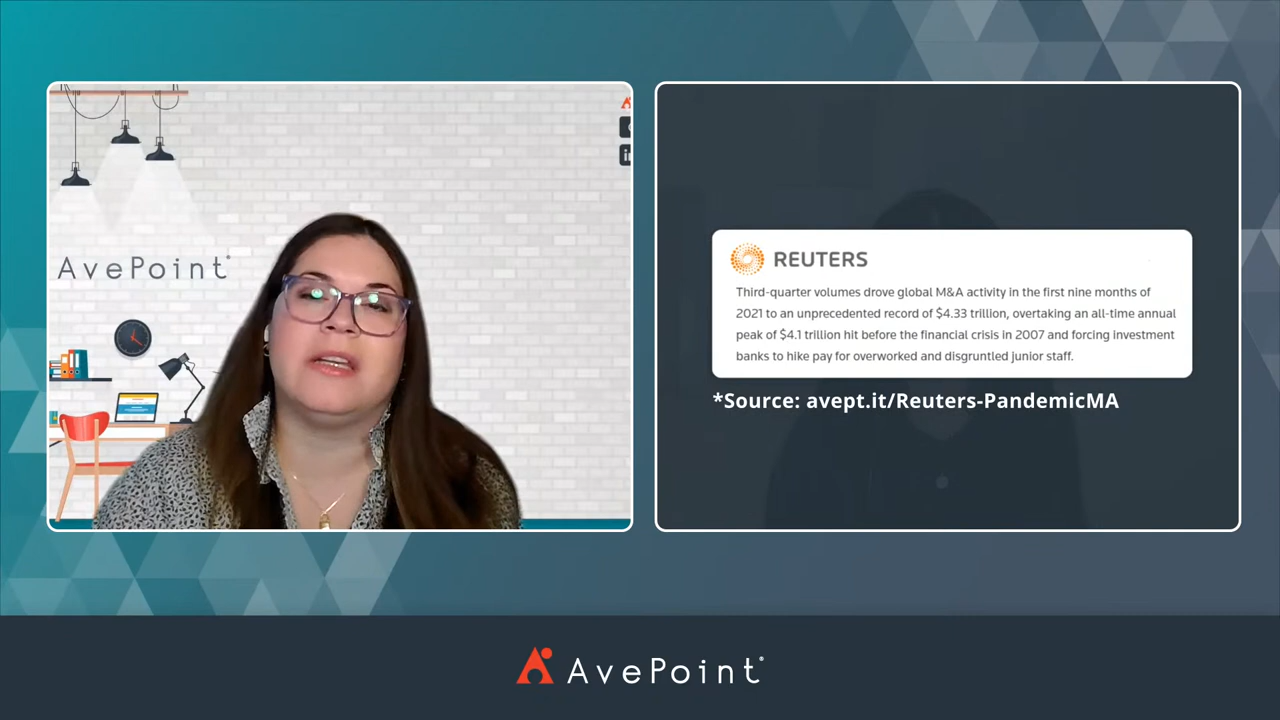 AvePoint
REUTERS
Third-quarter volumes drove global M&A activity in the first nine months of
2021 to an unprecedented record of $4.33 trillion, overtaking an all-time annual
peak of $4.1 trillion hit before the financial crisis in 2007 and forcing investment
banks to hike pay for overworked and disgruntled junior staff.
*Source: avept.it/Reuters-PandemicMA
AvePoint